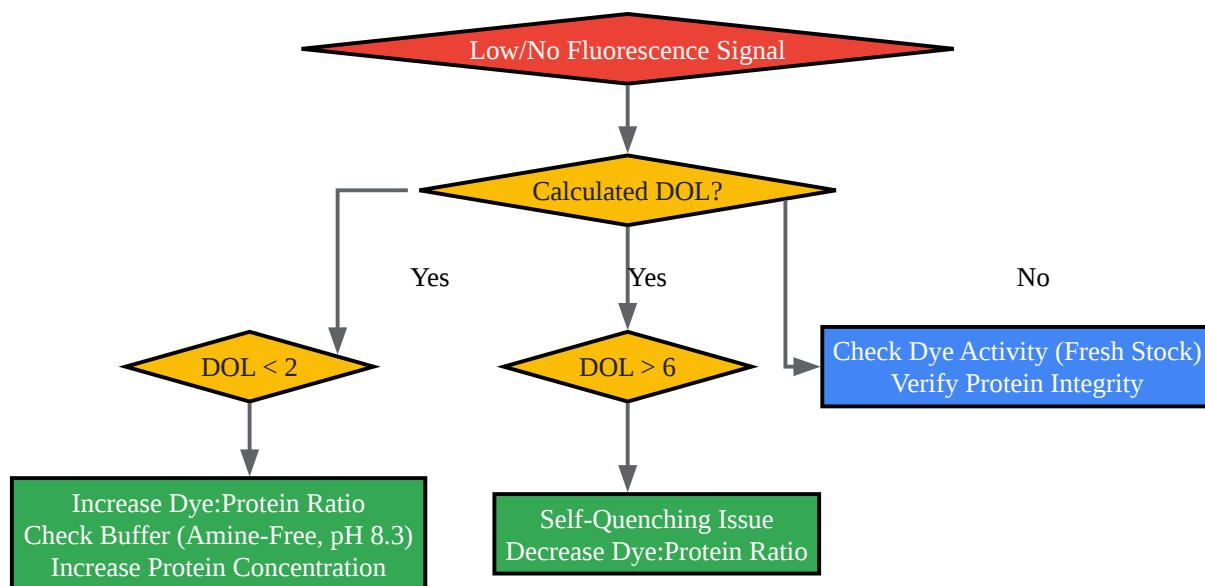 Low/No Fluorescence Signal
Calculated DOL?
Yes
Yes
No
DOL < 2
DOL > 6
Check Dye Activity (Fresh Stock)
Verify Protein Integrity
Increase Dye:Protein Ratio
Check Buffer (Amine-Free, pH 8.3)
Increase Protein Concentration
Self-Quenching Issue
Decrease Dye:Protein Ratio